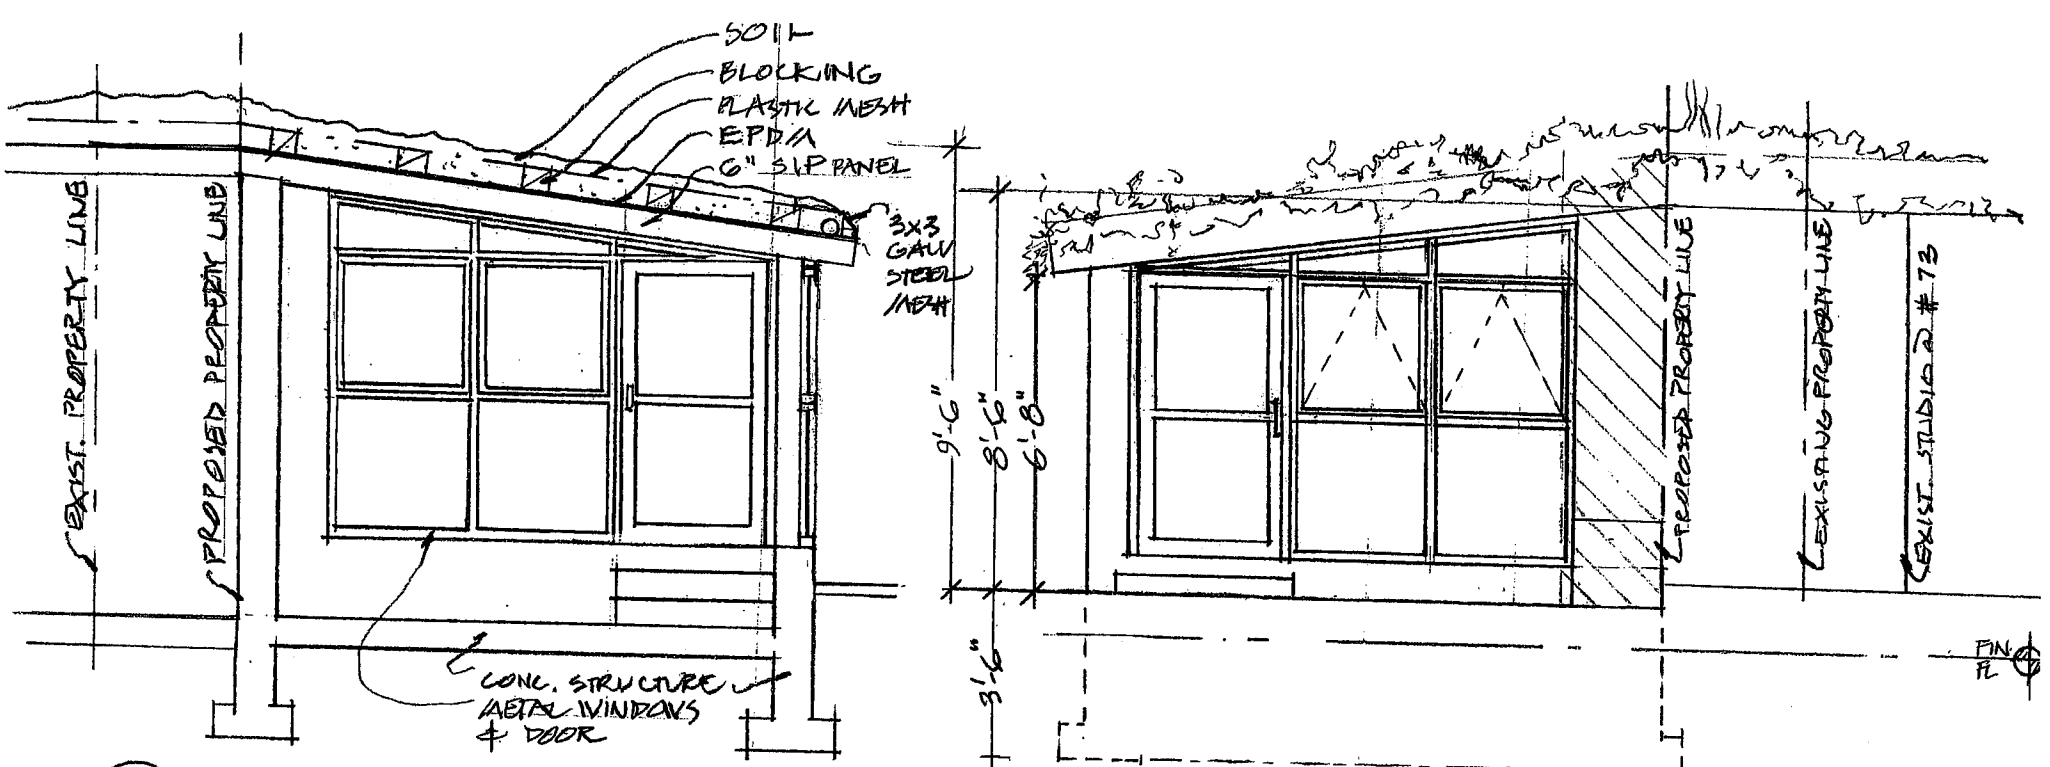 SOIL
BLOCKING
PLASTIC MESH
EPDM
6" SIP PANEL
3X3
GALV
STEEL
MESH
EXIST. PROPERTY LINE
PROPOSED PROPERTY LINE
CONC. STRUCTURE
METAL WINDOWS
& DOOR
9'-6"
8'-6"
6'-8"
3'-6"
PROPOSED PROPERTY LINE
EXISTING PROPERTY LINE
EXIST. STUDIO @ #73
FIN.
FL